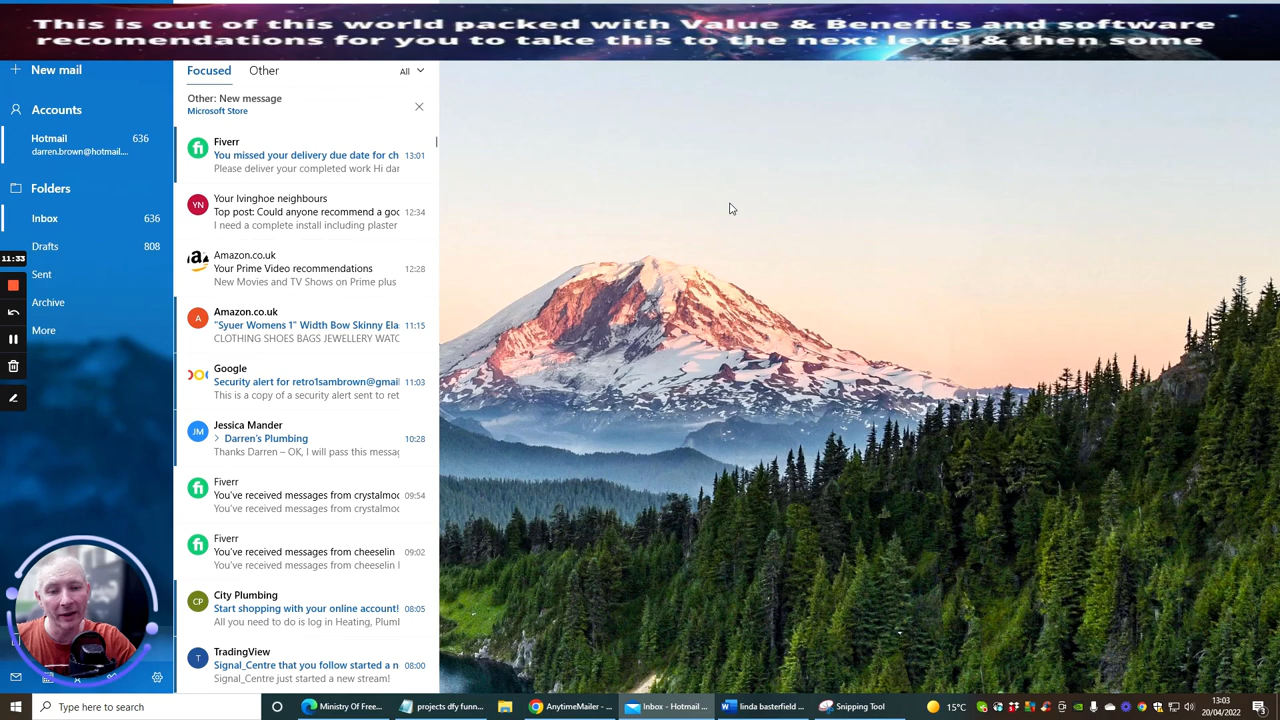 This is out of this world packed with Value & Benefits and software
recomendations for you to take this to the next level & then some
New mail
Accounts
Hotmail 636
darren.brown@hotmail....
Folders
Inbox 636
Drafts 808
Sent
Archive
More
11:33
Focused Other All
Other: New message
Microsoft Store
Fiverr
You missed your delivery due date for ch 13:01
Please deliver your completed work Hi dar
YN
Your Ivinghoe neighbours
Top post: Could anyone recommend a goo 12:34
I need a complete install including plaster
Amazon.co.uk
Your Prime Video recommendations 12:28
New Movies and TV Shows on Prime plus
A
Amazon.co.uk
"Syuer Womens 1" Width Bow Skinny Ela 11:15
CLOTHING SHOES BAGS JEWELLERY WATC
Google
Security alert for retro1sambrown@gmail 11:03
This is a copy of a security alert sent to ret
JM
Jessica Mander
Darren's Plumbing 10:28
Thanks Darren – OK, I will pass this messag
Fiverr
You've received messages from crystalmoo 09:54
You've received messages from crystalmoo
Fiverr
You've received messages from cheeselin 09:02
You've received messages from cheeselin
CP
City Plumbing
Start shopping with your online account! 08:05
All you need to do is log in Heating, Plumb
T
TradingView
Signal_Centre that you follow started a n 08:00
Signal_Centre just started a new stream!
Type here to search
Ministry Of Free...
projects dfy funn...
AnytimeMailer - ...
Inbox - Hotmail ...
linda basterfield ...
Snipping Tool
15°C
13:03
20/04/2022